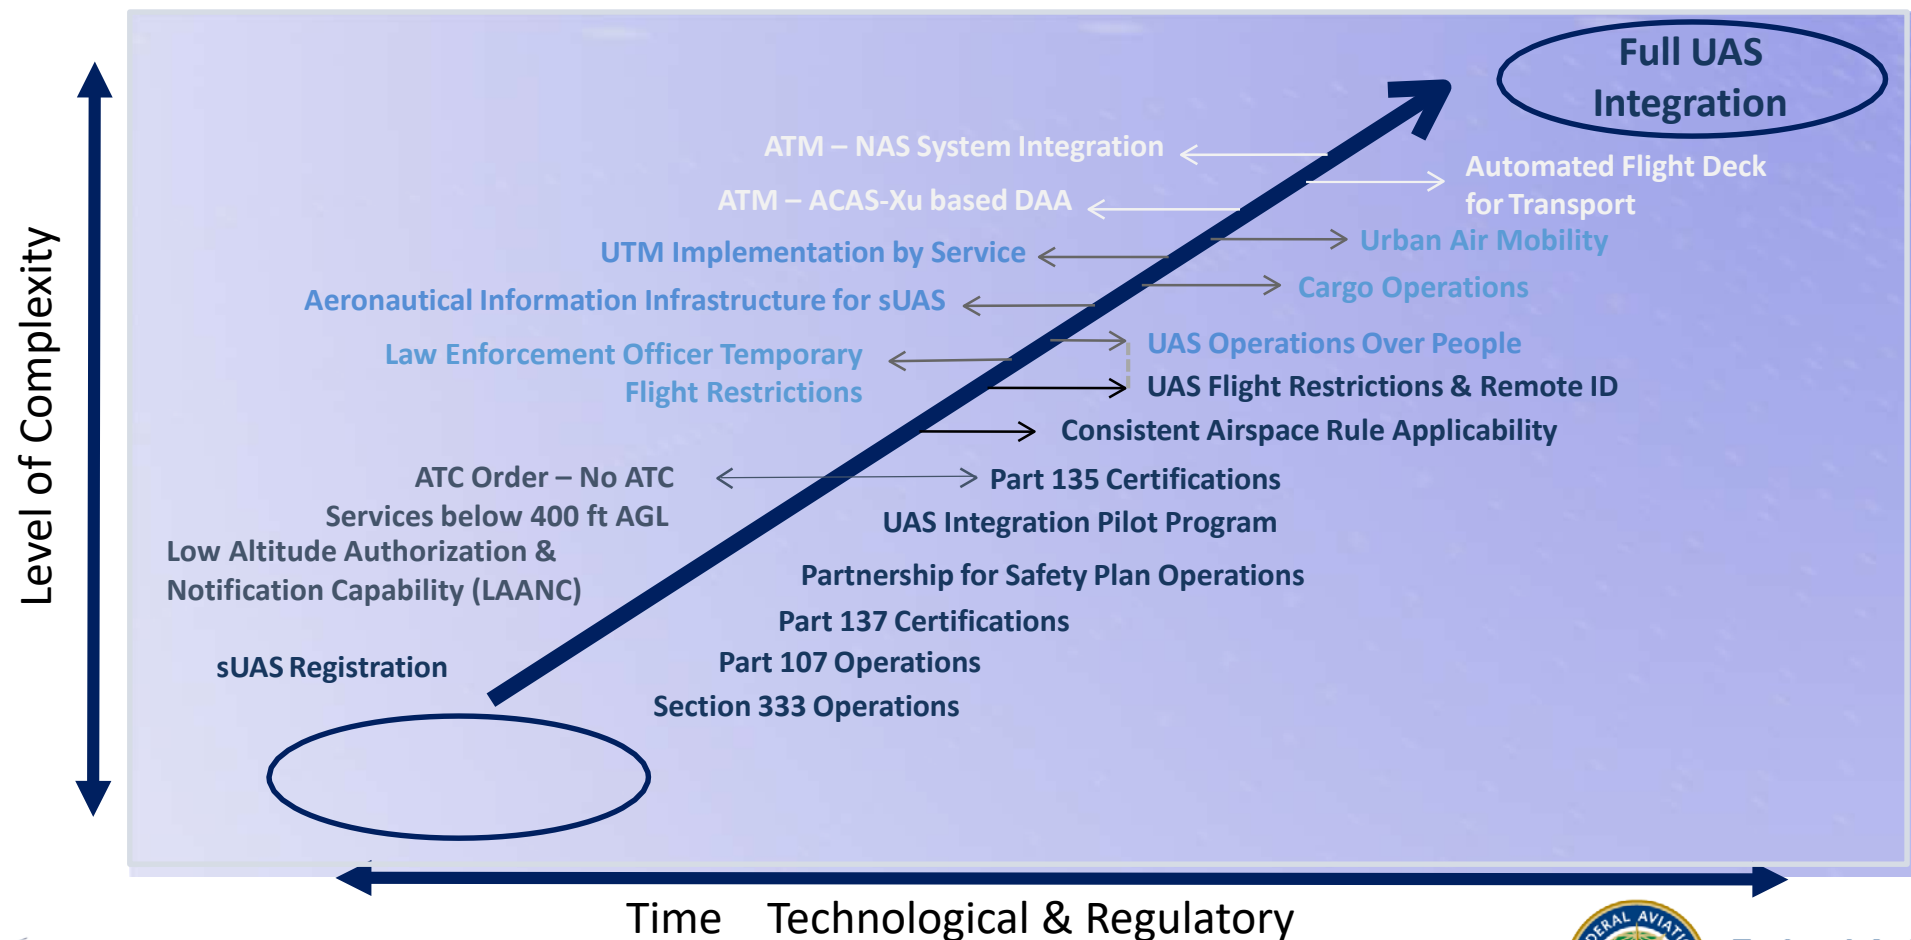 Full UAS
Integration
ATM – NAS System Integration
Automated Flight Deck
for Transport
ATM – ACAS-Xu based DAA
Urban Air Mobility
UTM Implementation by Service
Cargo Operations
Aeronautical Information Infrastructure for sUAS
UAS Operations Over People
Law Enforcement Officer Temporary
Flight Restrictions
UAS Flight Restrictions & Remote ID
Consistent Airspace Rule Applicability
ATC Order – No ATC
Services below 400 ft AGL
Part 135 Certifications
UAS Integration Pilot Program
Low Altitude Authorization &
Notification Capability (LAANC)
Partnership for Safety Plan Operations
Part 137 Certifications
sUAS Registration
Part 107 Operations
Section 333 Operations
Level of Complexity
Time Technological & Regulatory